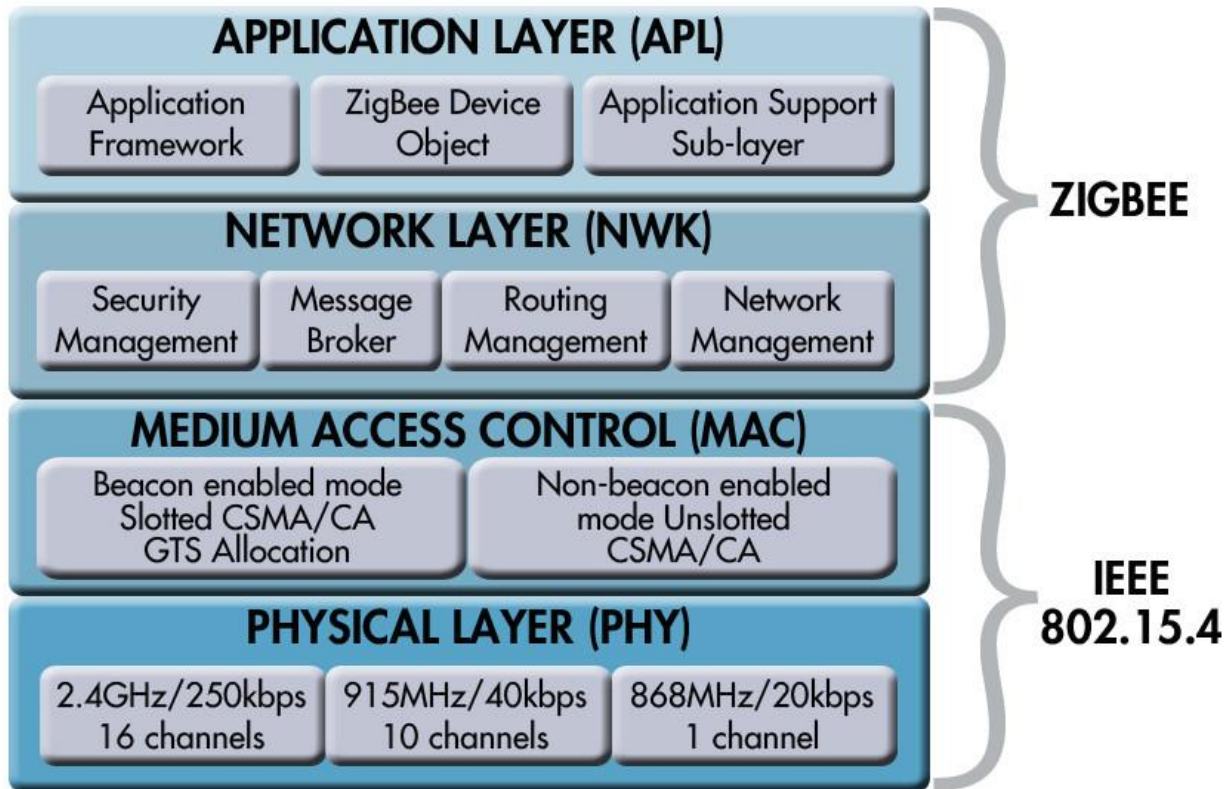 APPLICATION LAYER (APL)
Application
Framework
ZigBee Device
Object
Application Support
Sub-layer
ZIGBEE
NETWORK LAYER (NWK)
Security
Management
Message
Broker
Routing
Management
Network
Management
MEDIUM ACCESS CONTROL (MAC)
Beacon enabled mode
Slotted CSMA/CA
GTS Allocation
Non-beacon enabled
mode Unslotted
CSMA/CA
IEEE
802.15.4
PHYSICAL LAYER (PHY)
2.4GHz/250kbps
16 channels
915MHz/40kbps
10 channels
868MHz/20kbps
1 channel